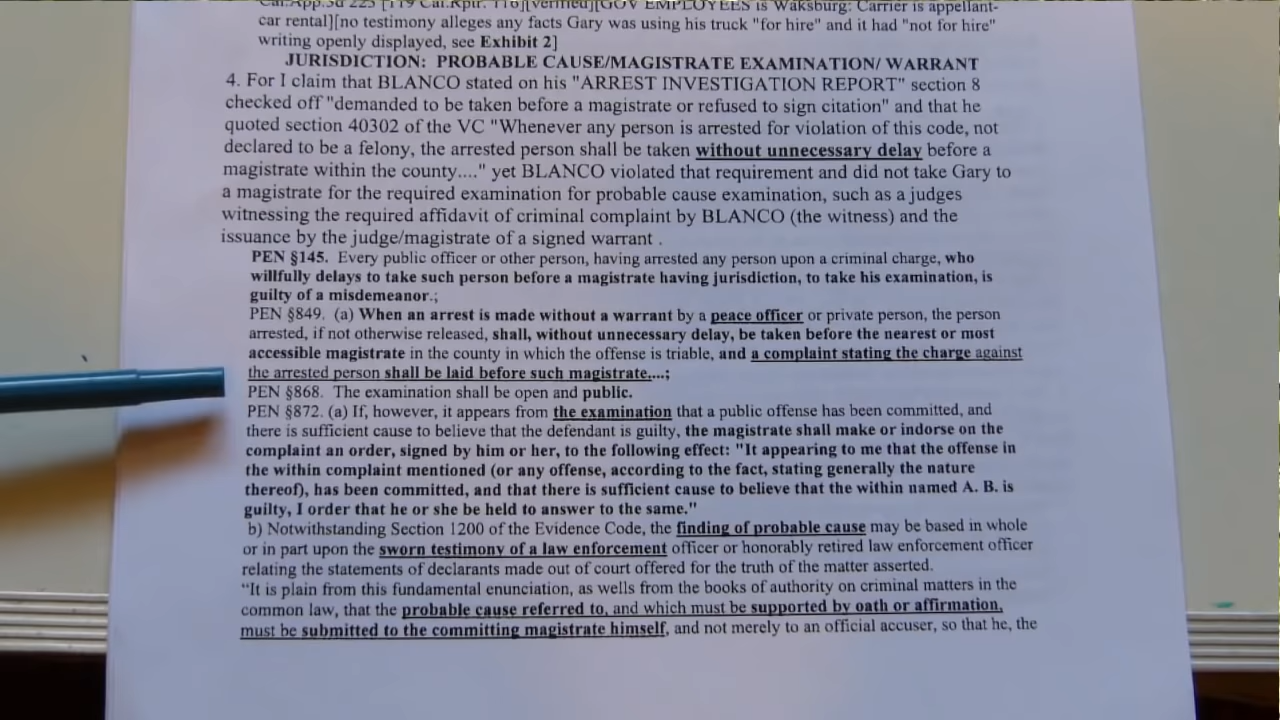 Cal.App.3d 225 [119 Cal.Rptr. 116][verified][GOV EMPLOYEES is Waksburg: Carrier is appellant-
car rental][no testimony alleges any facts Gary was using his truck "for hire" and it had "not for hire"
writing openly displayed, see Exhibit 2]
JURISDICTION: PROBABLE CAUSE/MAGISTRATE EXAMINATION/ WARRANT
4. For I claim that BLANCO stated on his "ARREST INVESTIGATION REPORT" section 8
checked off "demanded to be taken before a magistrate or refused to sign citation" and that he
quoted section 40302 of the VC "Whenever any person is arrested for violation of this code, not
declared to be a felony, the arrested person shall be taken without unnecessary delay before a
magistrate within the county...." yet BLANCO violated that requirement and did not take Gary to
a magistrate for the required examination for probable cause examination, such as a judges
witnessing the required affidavit of criminal complaint by BLANCO (the witness) and the
issuance by the judge/magistrate of a signed warrant .
PEN §145. Every public officer or other person, having arrested any person upon a criminal charge, who
willfully delays to take such person before a magistrate having jurisdiction, to take his examination, is
guilty of a misdemeanor.;
PEN §849. (a) When an arrest is made without a warrant by a peace officer or private person, the person
arrested, if not otherwise released, shall, without unnecessary delay, be taken before the nearest or most
accessible magistrate in the county in which the offense is triable, and a complaint stating the charge against
the arrested person shall be laid before such magistrate....;
PEN §868. The examination shall be open and public.
PEN §872. (a) If, however, it appears from the examination that a public offense has been committed, and
there is sufficient cause to believe that the defendant is guilty, the magistrate shall make or indorse on the
complaint an order, signed by him or her, to the following effect: "It appearing to me that the offense in
the within complaint mentioned (or any offense, according to the fact, stating generally the nature
thereof), has been committed, and that there is sufficient cause to believe that the within named A. B. is
guilty, I order that he or she be held to answer to the same."
b) Notwithstanding Section 1200 of the Evidence Code, the finding of probable cause may be based in whole
or in part upon the sworn testimony of a law enforcement officer or honorably retired law enforcement officer
relating the statements of declarants made out of court offered for the truth of the matter asserted.
"It is plain from this fundamental enunciation, as wells from the books of authority on criminal matters in the
common law, that the probable cause referred to, and which must be supported by oath or affirmation,
must be submitted to the committing magistrate himself, and not merely to an official accuser, so that he, the